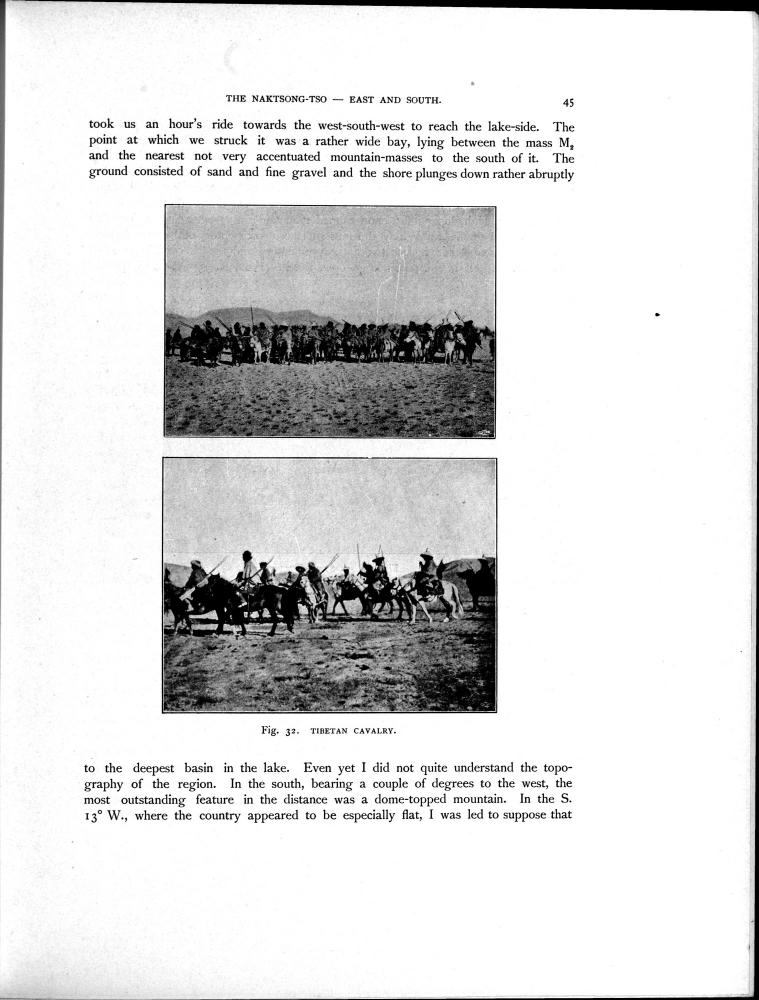 THE NAKTSONG-TSO — EAST AND SOUTH. 45
took us an hour's ride towards the west-south-west to reach the lake-side. The
point at which we struck it was a rather wide bay, lying between the mass M₂
and the nearest not very accentuated mountain-masses to the south of it. The
ground consisted of sand and fine gravel and the shore plunges down rather abruptly
Fig. 32. TIBETAN CAVALRY.
to the deepest basin in the lake. Even yet I did not quite understand the topo-
graphy of the region. In the south, bearing a couple of degrees to the west, the
most outstanding feature in the distance was a dome-topped mountain. In the S.
13° W., where the country appeared to be especially flat, I was led to suppose that